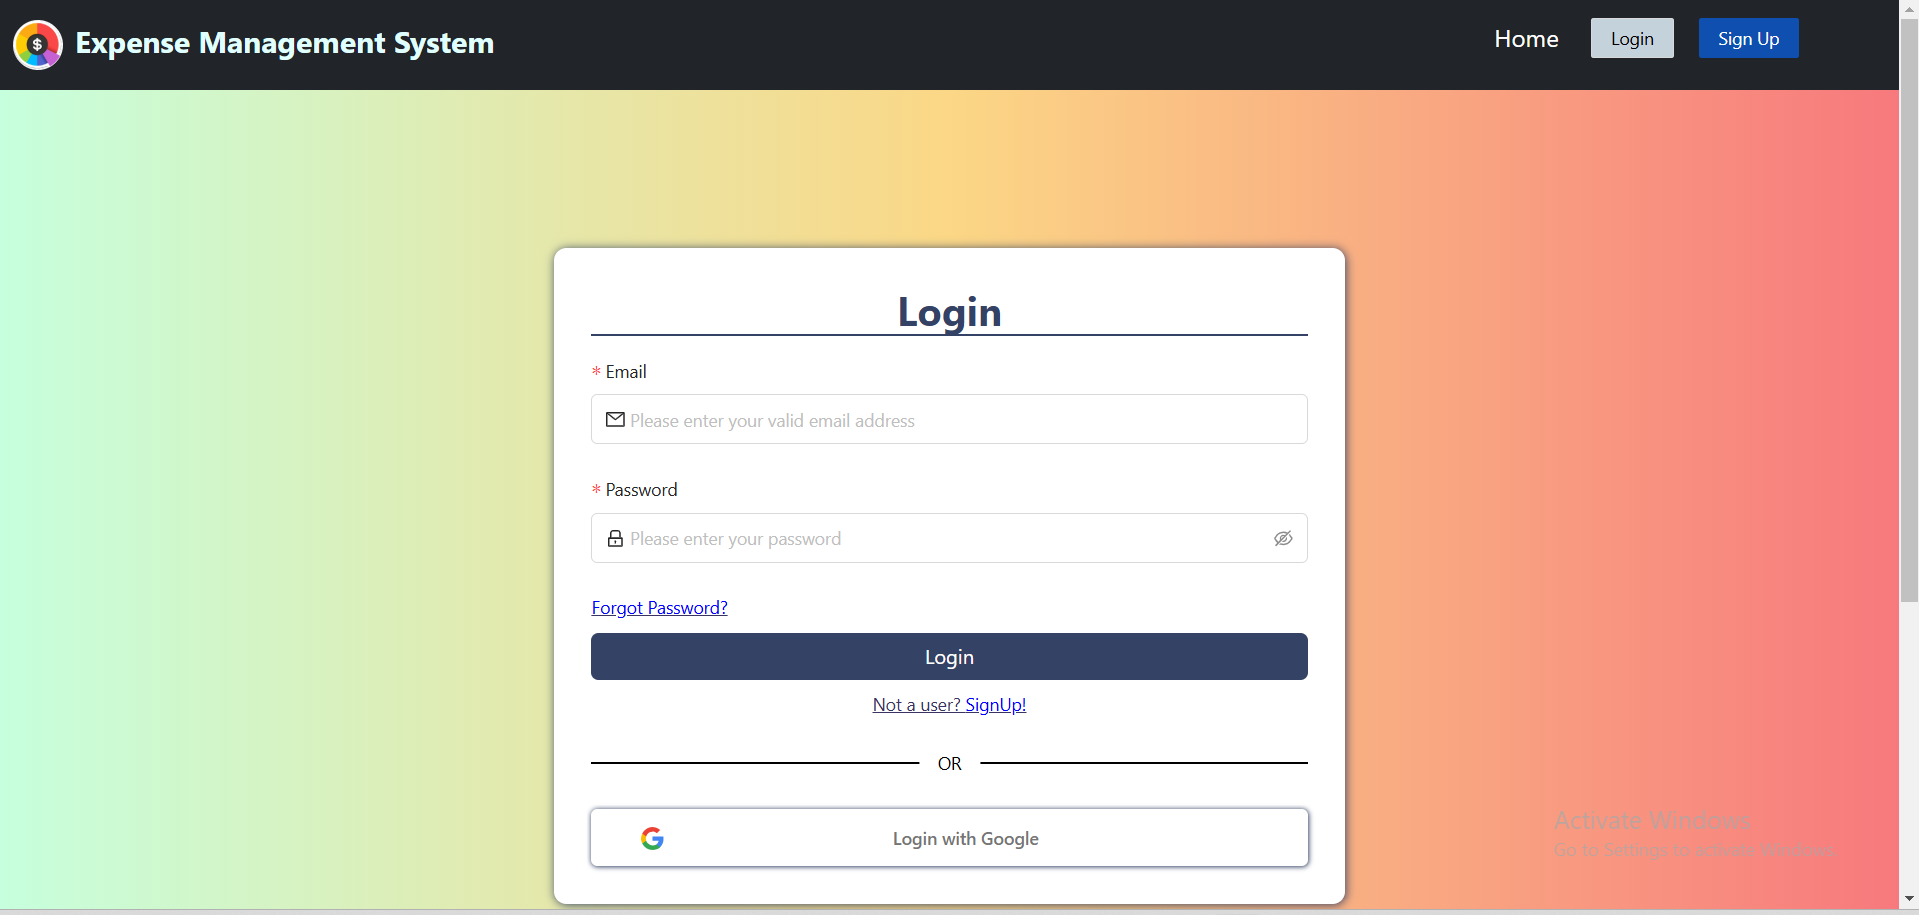 $ Expense Management System
Home
Login
Sign Up
Login
* Email
Please enter your valid email address
* Password
Please enter your password
Forgot Password?
Login
Not a user? SignUp!
OR
Login with Google
Activate Windows
Go to Settings to activate Windows.